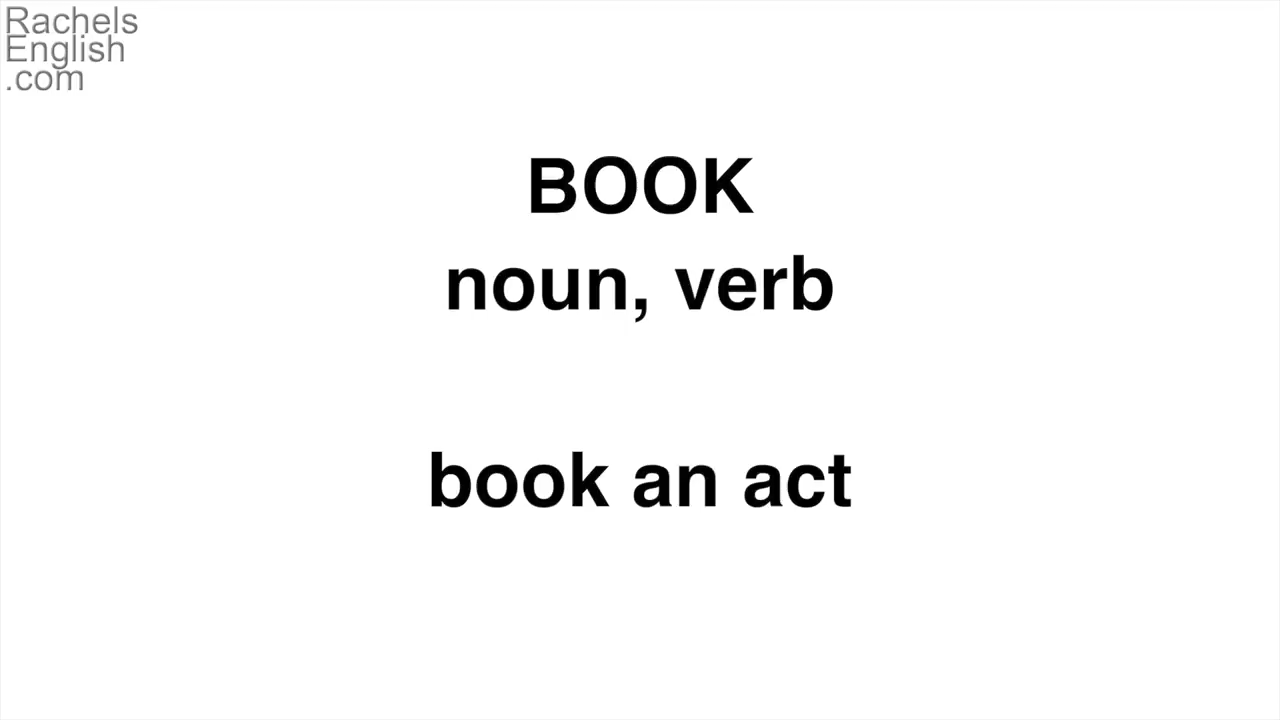 Rachels
English
.com
BOOK
noun, verb
book an act